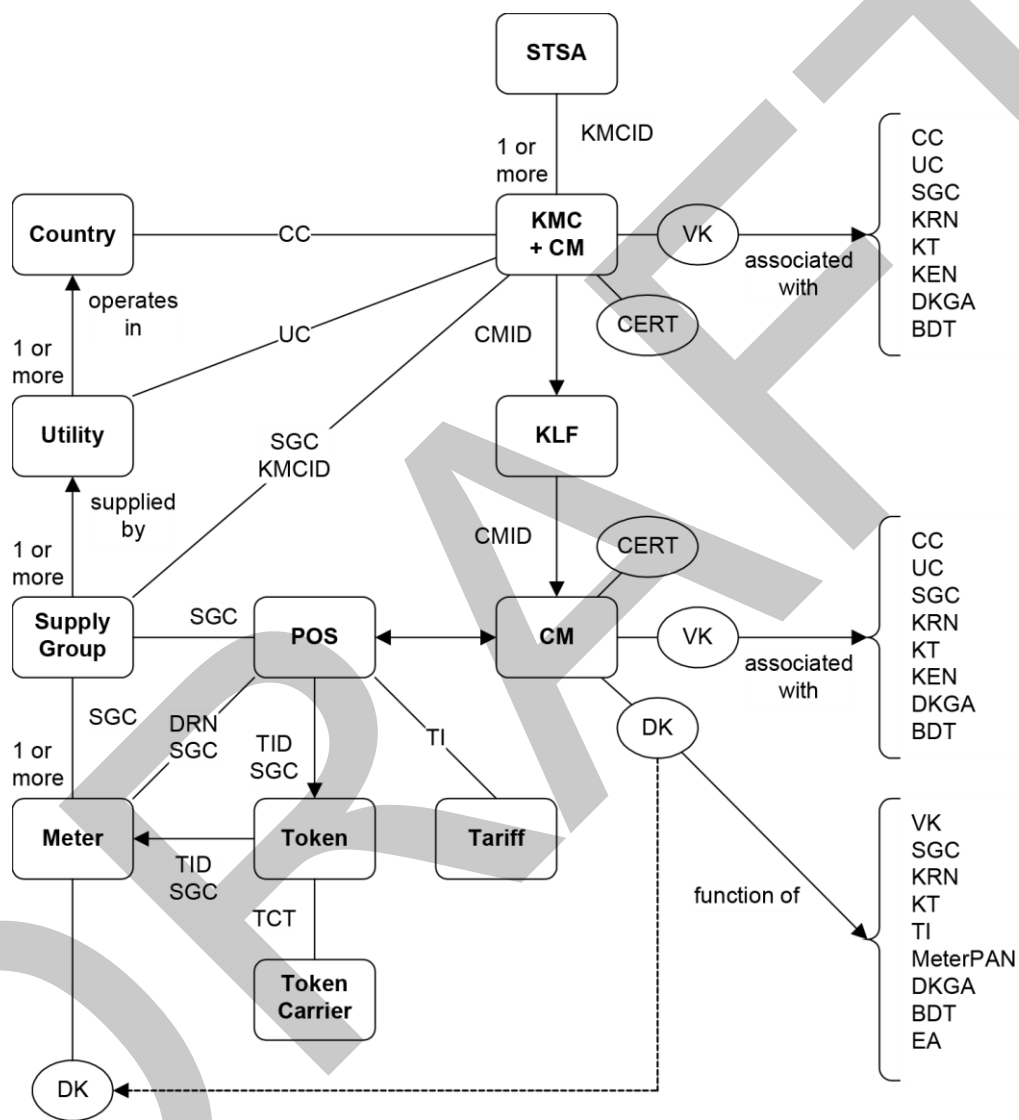 STSA
KMCID
1 or
more
KMC
+ CM
Country
CC
VK
associated
with
CC
UC
SGC
KRN
KT
KEN
DKGA
BDT
operates
in
UC
CMID
CERT
1 or
more
Utility
SGC
KMCID
KLF
supplied
by
CMID
CERT
1 or
more
Supply
Group
SGC
POS
CM
VK
associated
with
CC
UC
SGC
KRN
KT
KEN
DKGA
BDT
SGC
DRN
SGC
TID
SGC
TI
DK
1 or
more
Meter
TID
SGC
Token
Tariff
function of
VK
SGC
KRN
KT
TI
MeterPAN
DKGA
BDT
EA
TCT
Token
Carrier
DK
DRAFT